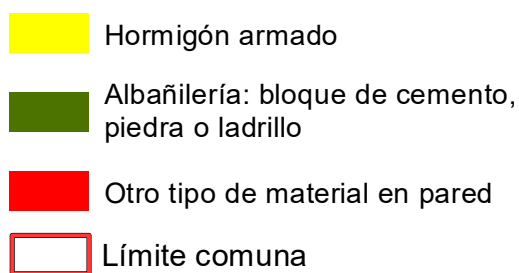 Hormigón armado
Albañilería: bloque de cemento,
piedra o ladrillo
Otro tipo de material en pared
Límite comuna